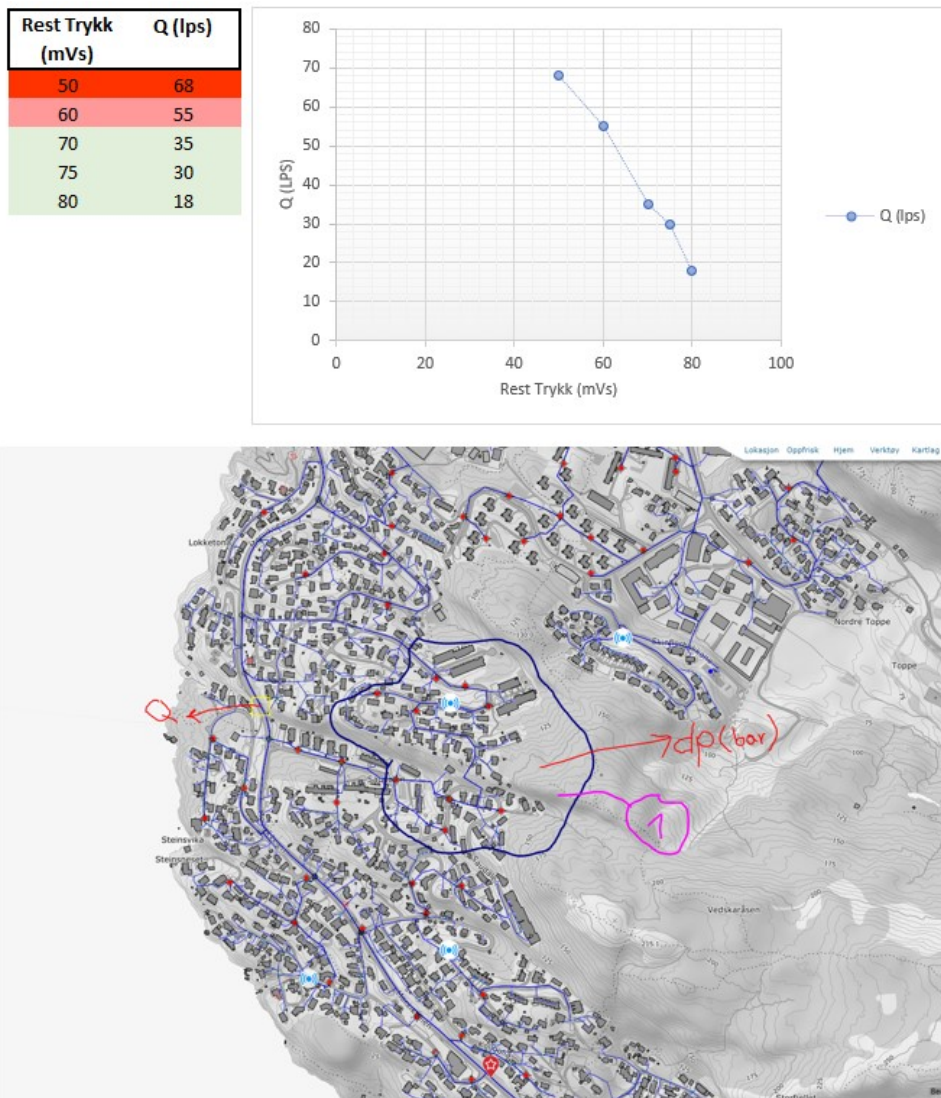 Rest Trykk (mVs) Q (lps)
50 68
60 55
70 35
75 30
80 18
80
70
60
50
40
30
20
10
0
Q (LPS)
0 20 40 60 80 100
Rest Trykk (mVs)
Q (lps)
Lokasjon Oppfrisk Hjem Verktøy Kartlag
Nordre Toppe
Toppe
Q
dp(bar)
1
Steinsvika
Steinsneset
Vedskaråsen